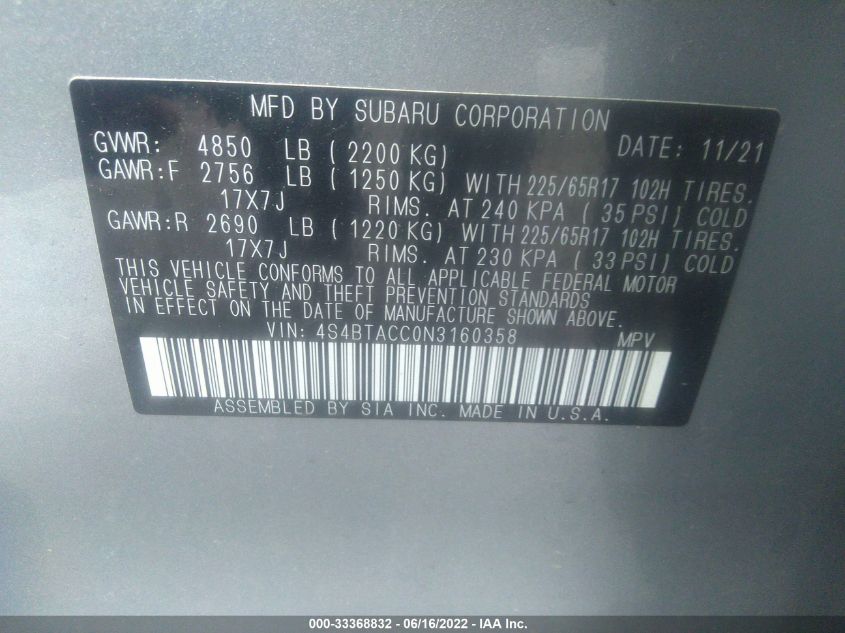 MFD BY SUBARU CORPORATION
GVWR: 4850 LB ( 2200 KG) DATE: 11/21
GAWR:F 2756 LB ( 1250 KG) WITH 225/65R17 102H TIRES.
17X7J RIMS. AT 240 KPA ( 35 PSI) COLD
GAWR:R 2690 LB ( 1220 KG) WITH 225/65R17 102H TIRES.
17X7J RIMS. AT 230 KPA ( 33 PSI) COLD
THIS VEHICLE CONFORMS TO ALL APPLICABLE FEDERAL MOTOR
VEHICLE SAFETY AND THEFT PREVENTION STANDARDS
IN EFFECT ON THE DATE OF MANUFACTURE SHOWN ABOVE.
VIN: 4S4BTACC0N3160358 MPV
ASSEMBLED BY SIA INC. MADE IN U.S.A.
000-33368832 - 06/16/2022 - IAA Inc.